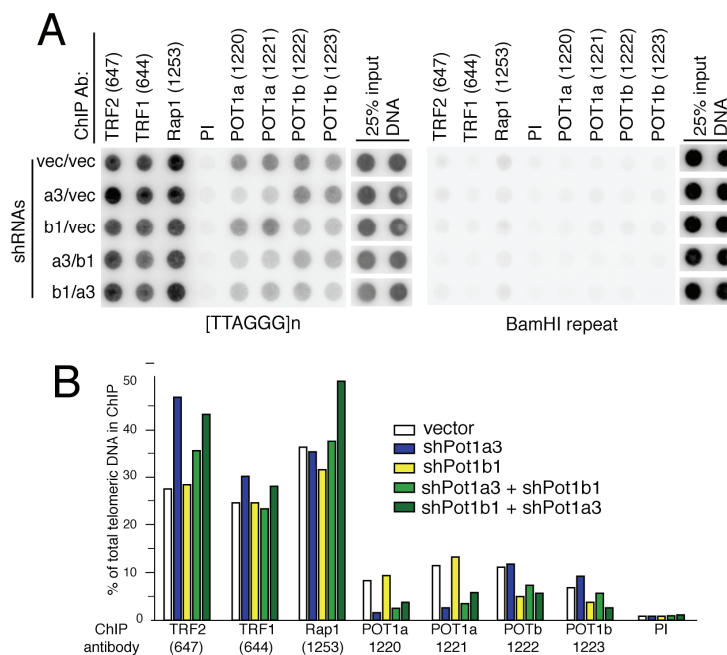 A
ChIP Ab:
TRF2 (647)
TRF1 (644)
Rap1 (1253)
PI
POT1a (1220)
POT1a (1221)
POT1b (1222)
POT1b (1223)
25% input
DNA
TRF2 (647)
TRF1 (644)
Rap1 (1253)
PI
POT1a (1220)
POT1a (1221)
POT1b (1222)
POT1b (1223)
25% input
DNA
shRNAs
vec/vec
a3/vec
b1/vec
a3/b1
b1/a3
[TTAGGG]n
BamHI repeat
B
% of total telomeric DNA in ChIP
50
40
30
20
10
0
vector
shPot1a3
shPot1b1
shPot1a3 + shPot1b1
shPot1b1 + shPot1a3
ChIP TRF2 TRF1 Rap1 POT1a POT1a POTb POT1b PI
antibody (647) (644) (1253) 1220 1221 1222 1223